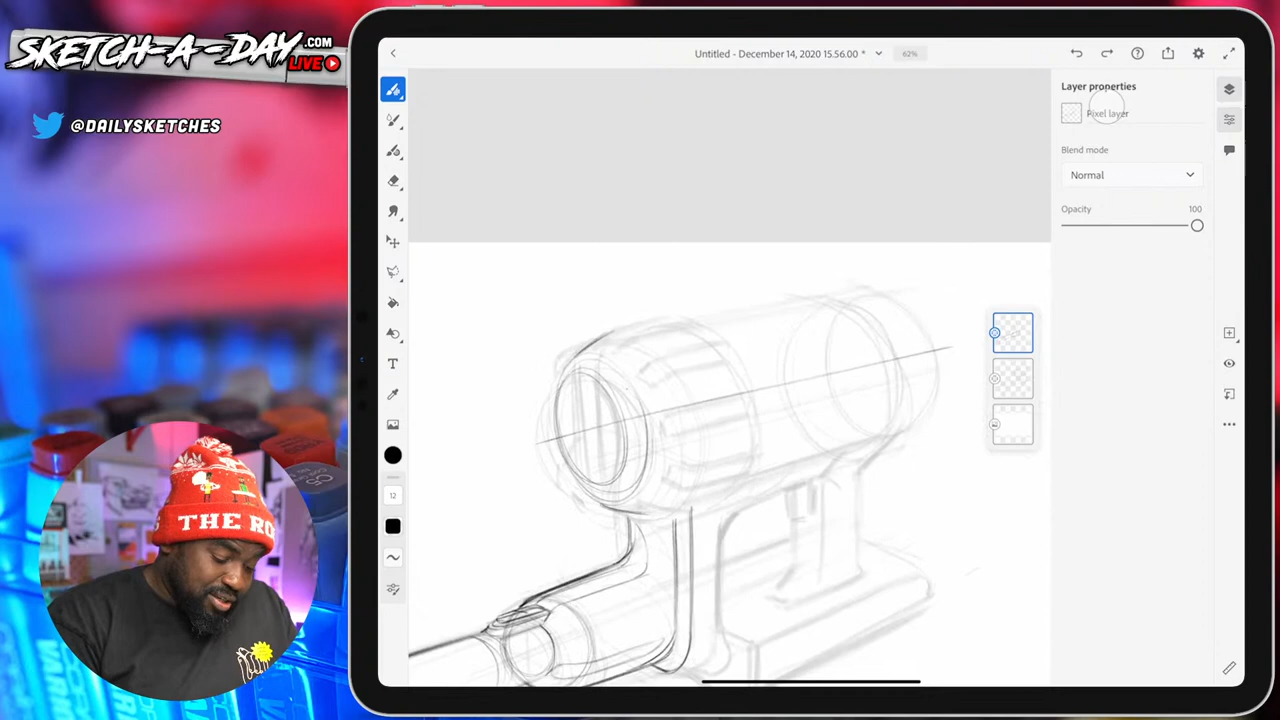 SKETCH-A-DAY.COM
LIVE
@DAILYSKETCHES
Untitled - December 14, 2020 15.56.00 *
62%
Layer properties
Pixel layer
Blend mode
Normal
Opacity
100
T
12
THE RO